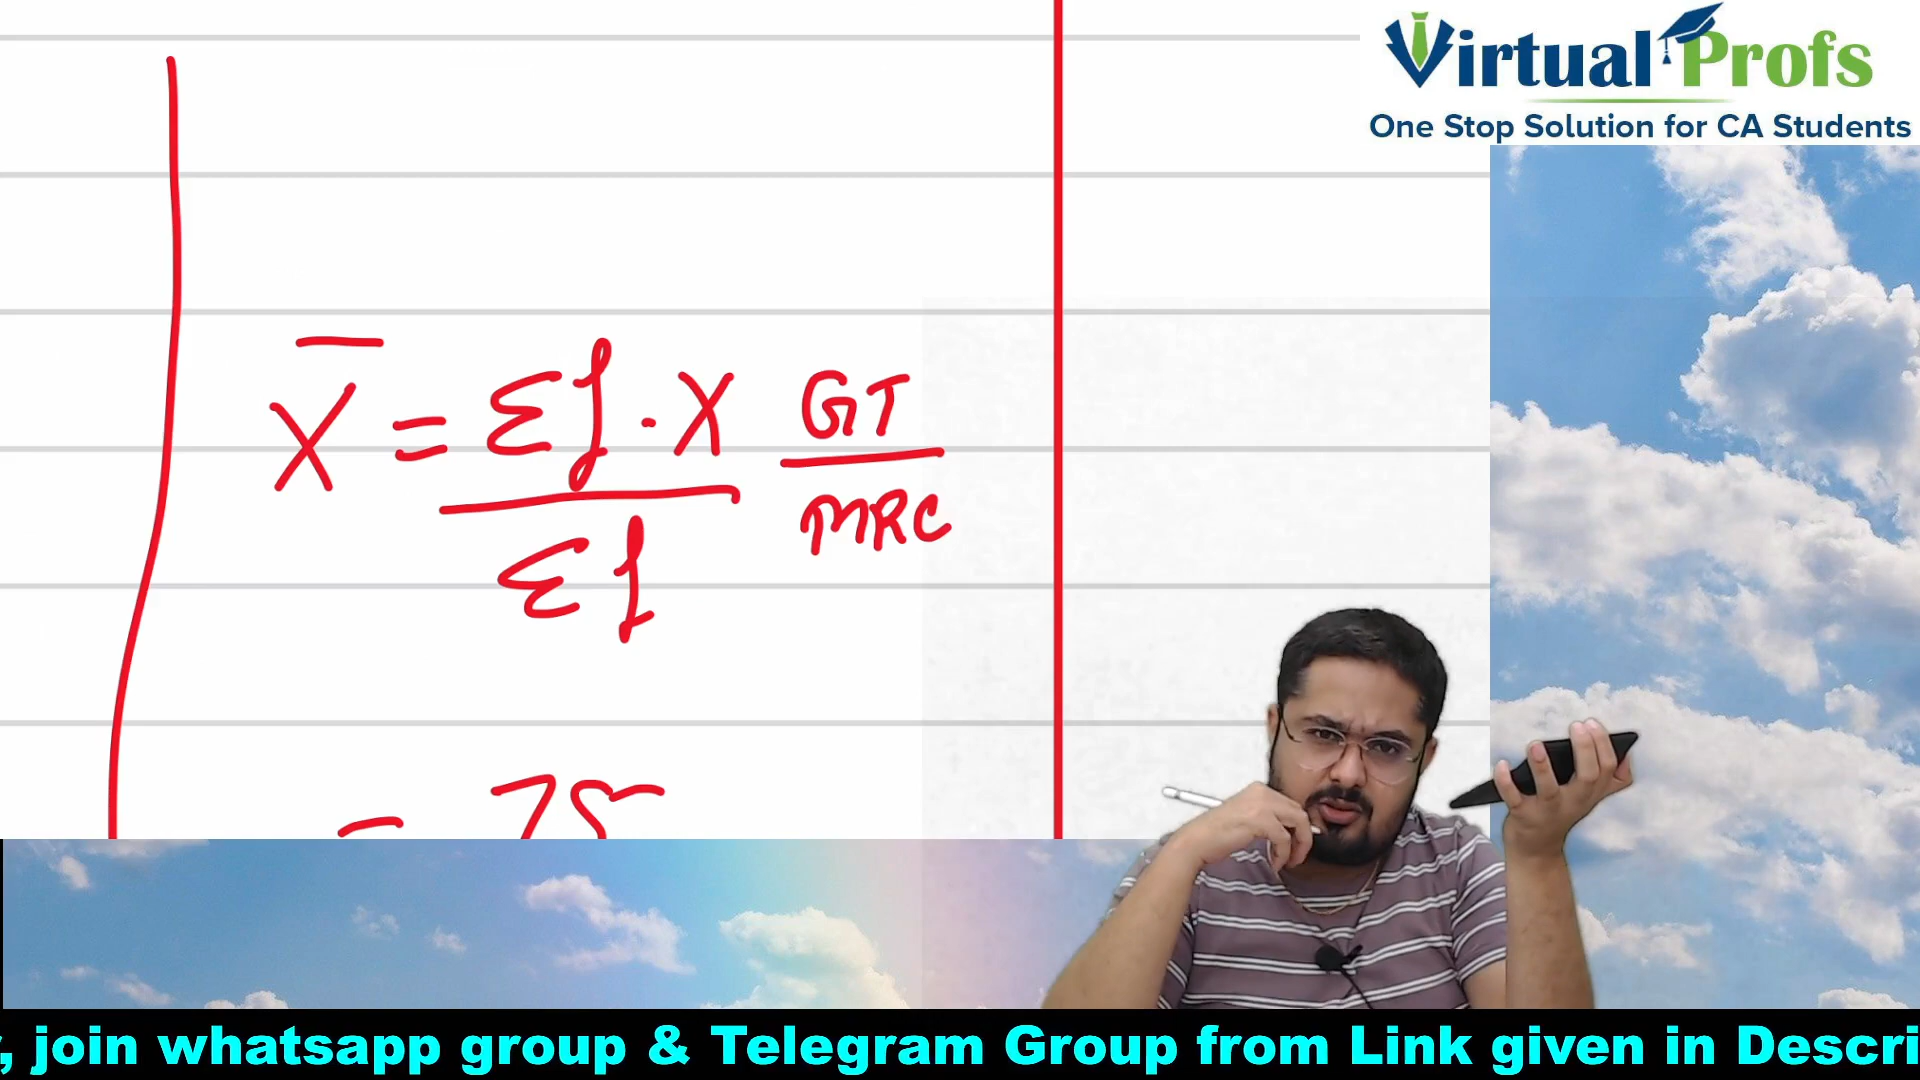 Virtual Profs
One Stop Solution for CA Students
X̄ = Σf·X GT
Σf MRC
= 75
, join whatsapp group & Telegram Group from Link given in Descri